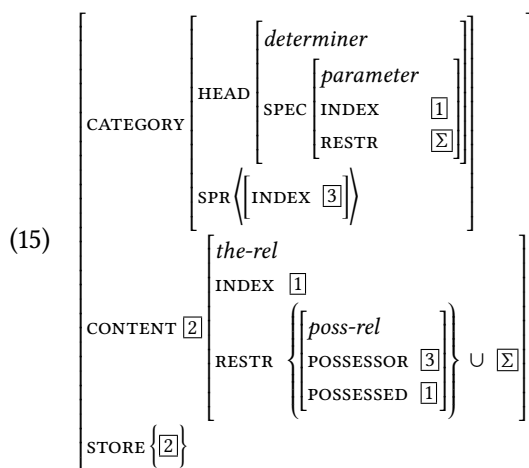 determiner
parameter
HEAD
SPEC INDEX 1
CATEGORY
RESTR Σ
SPR ⟨[INDEX 3]⟩
(15)
the-rel
INDEX 1
poss-rel
CONTENT 2
RESTR { POSSESSOR 3 } ∪ Σ
POSSESSED 1
STORE {2}